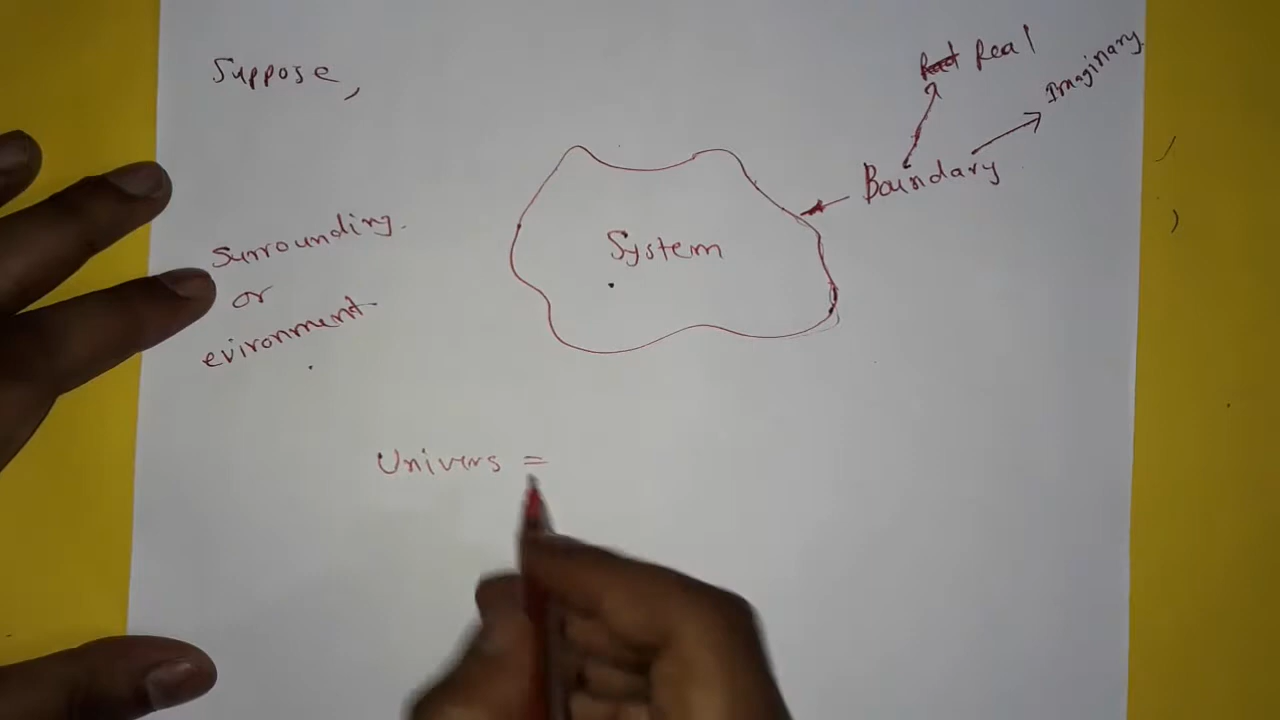 Suppose,
Real
Imaginary
Boundary
System
Surrounding
or
evironment
Univers =